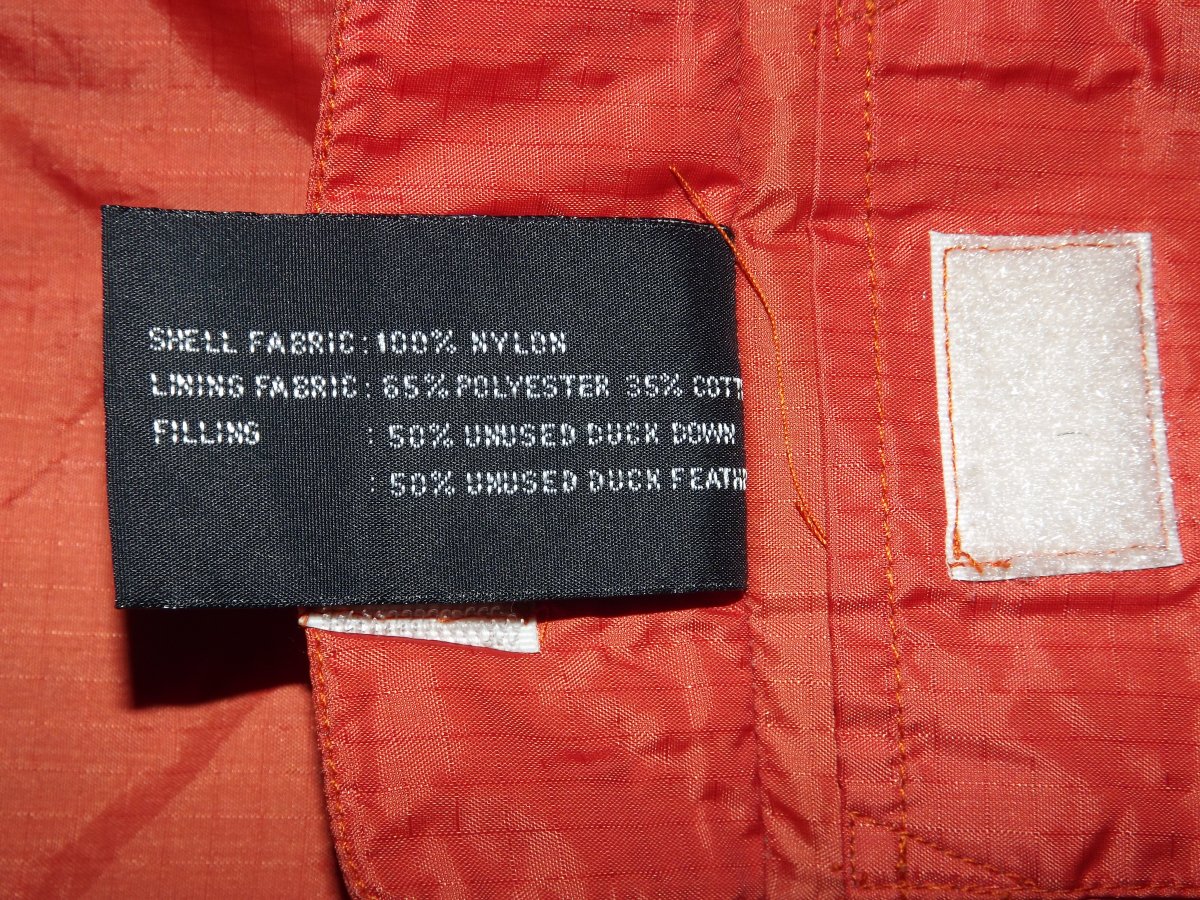 SHELL FABRIC : 100% NYLON
LINING FABRIC : 65% POLYESTER 35% COTT
FILLING : 50% UNUSED DUCK DOWN
: 50% UNUSED DUCK FEATH